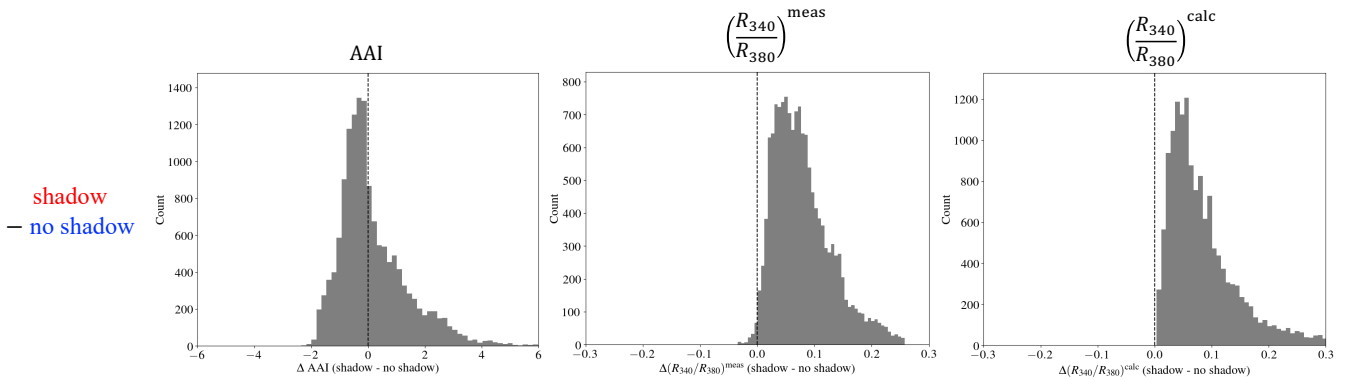 AAI
(R₃₄₀/R₃₈₀)ᵐᵉᵃˢ
(R₃₄₀/R₃₈₀)ᶜᵃˡᶜ
shadow
− no shadow
Count
1400
1200
1000
800
600
400
200
0
−6 −4 −2 0 2 4 6
Δ AAI (shadow - no shadow)
Count
800
700
600
500
400
300
200
100
0
−0.3 −0.2 −0.1 0.0 0.1 0.2 0.3
Δ(R₃₄₀/R₃₈₀)ᵐᵉᵃˢ (shadow - no shadow)
Count
1200
1000
800
600
400
200
0
−0.3 −0.2 −0.1 0.0 0.1 0.2 0.3
Δ(R₃₄₀/R₃₈₀)ᶜᵃˡᶜ (shadow - no shadow)